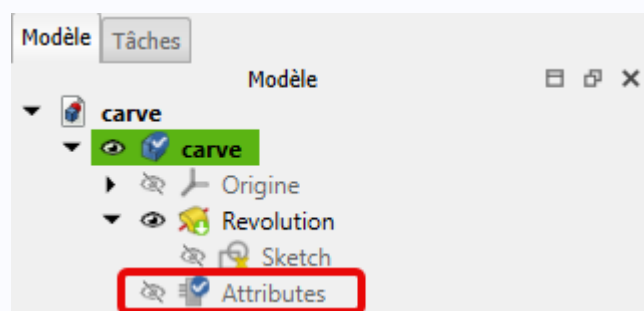 Modèle Tâches
Modèle
carve
carve
Origine
Revolution
Sketch
Attributes